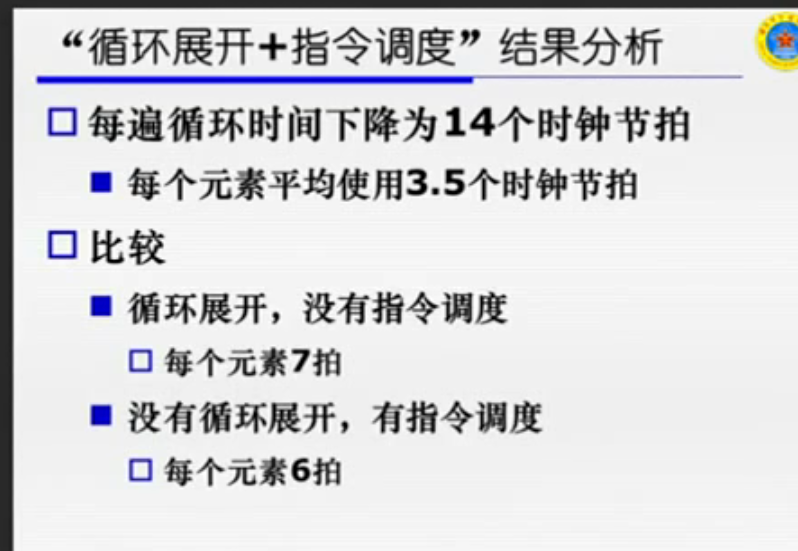 “循环展开+指令调度”结果分析
每遍循环时间下降为14个时钟节拍
每个元素平均使用3.5个时钟节拍
比较
循环展开，没有指令调度
每个元素7拍
没有循环展开，有指令调度
每个元素6拍